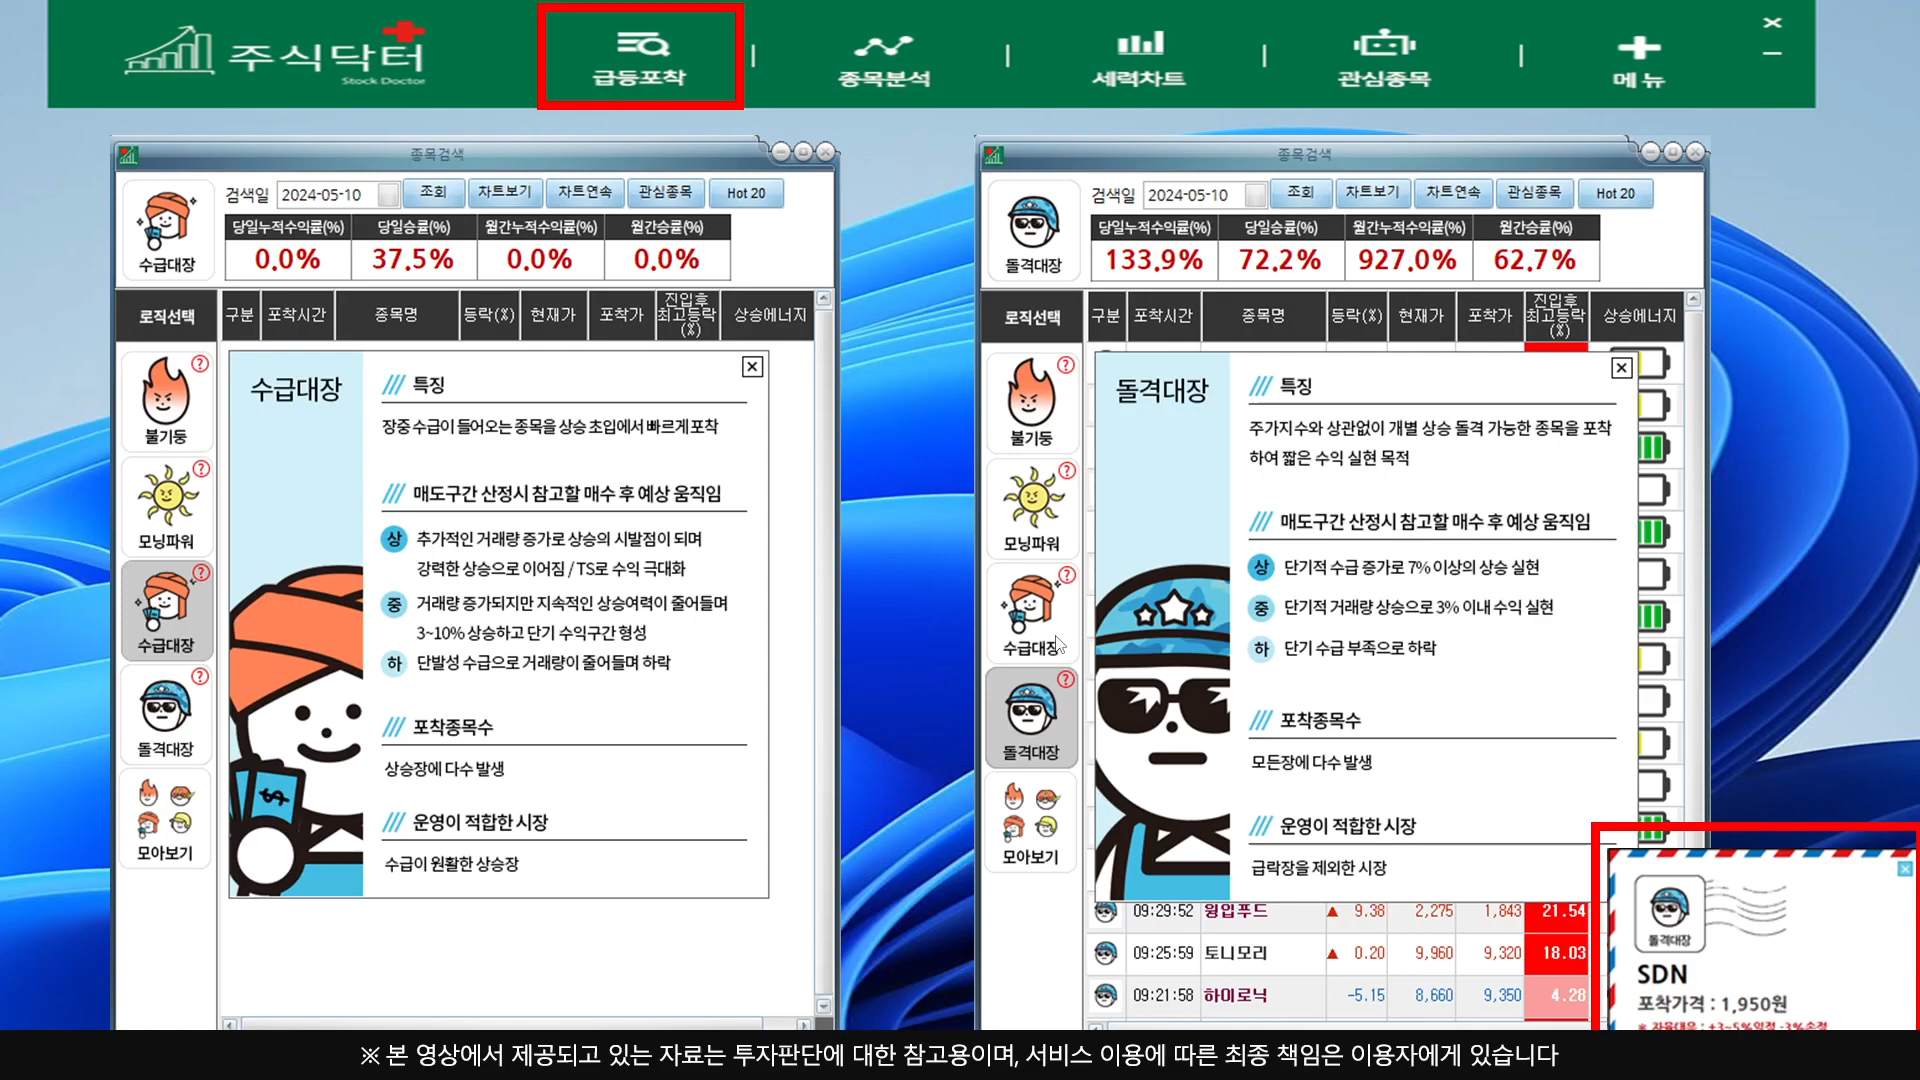 주식닥터
Stock Doctor
급등포착
종목분석
세력차트
관심종목
메뉴
종목검색
수급대장
검색일 2024-05-10 조회 차트보기 차트연속 관심종목 Hot 20
당일누적수익률(%) 당일승률(%) 월간누적수익률(%) 월간승률(%)
0.0% 37.5% 0.0% 0.0%
로직선택 구분 포착시간 종목명 등락(%) 현재가 포착가 진입후 최고등락 (%) 상승에너지
불기둥
모닝파워
수급대장
돌격대장
모아보기
수급대장
특징
장중 수급이 들어오는 종목을 상승 초입에서 빠르게 포착
매도구간 산정시 참고할 매수 후 예상 움직임
상 추가적인 거래량 증가로 상승의 시발점이 되며
강력한 상승으로 이어짐 / TS로 수익 극대화
중 거래량 증가되지만 지속적인 상승여력이 줄어들며
3~10% 상승하고 단기 수익구간 형성
하 단발성 수급으로 거래량이 줄어들며 하락
포착종목수
상승장에 다수 발생
운영이 적합한 시장
수급이 원활한 상승장
종목검색
돌격대장
검색일 2024-05-10 조회 차트보기 차트연속 관심종목 Hot 20
당일누적수익률(%) 당일승률(%) 월간누적수익률(%) 월간승률(%)
133.9% 72.2% 927.0% 62.7%
로직선택 구분 포착시간 종목명 등락(%) 현재가 포착가 진입후 최고등락 (%) 상승에너지
불기둥
모닝파워
수급대장
돌격대장
모아보기
돌격대장
특징
주가지수와 상관없이 개별 상승 돌격 가능한 종목을 포착
하여 짧은 수익 실현 목적
매도구간 산정시 참고할 매수 후 예상 움직임
상 단기적 수급 증가로 7% 이상의 상승 실현
중 단기적 거래량 상승으로 3% 이내 수익 실현
하 단기 수급 부족으로 하락
포착종목수
모든장에 다수 발생
운영이 적합한 시장
급락장을 제외한 시장
09:29:52 윙입푸드 ▲ 9.38 2,275 1,843 21.54
09:25:59 토니모리 ▲ 0.20 9,960 9,320 18.03
09:21:58 하이로닉 -5.15 8,660 9,350 4.28
돌격대장
SDN
포착가격 : 1,950원
※ 본 영상에서 제공되고 있는 자료는 투자판단에 대한 참고용이며, 서비스 이용에 따른 최종 책임은 이용자에게 있습니다